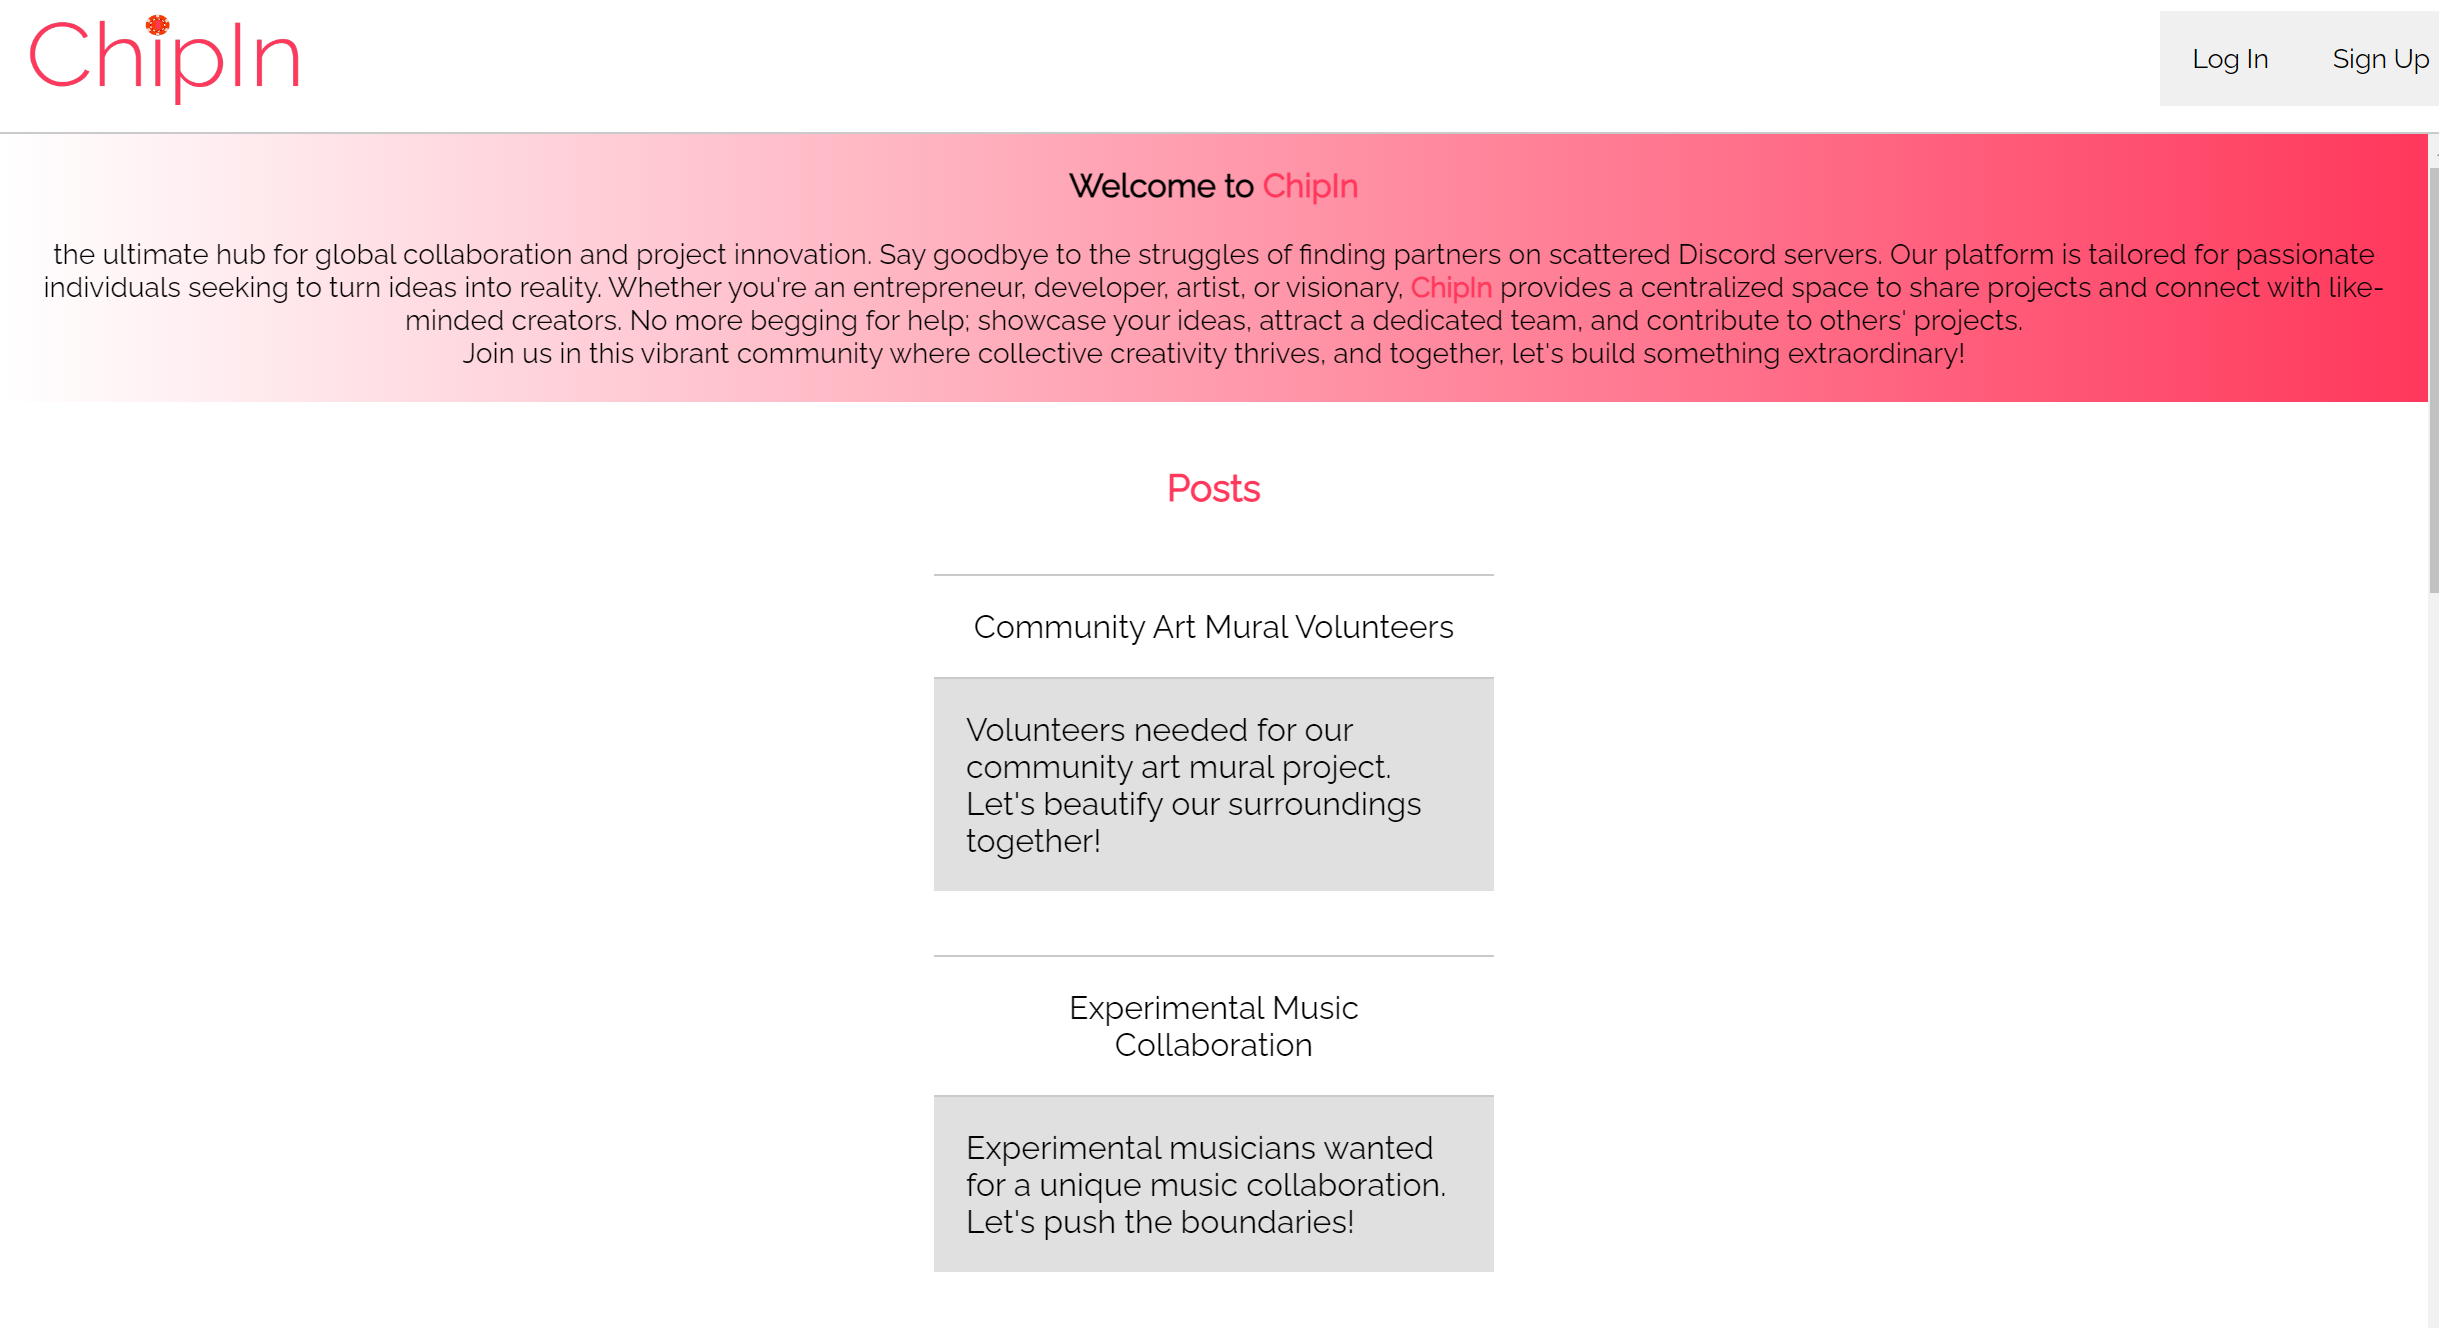 ChipIn
Log In
Sign Up
Welcome to ChipIn
the ultimate hub for global collaboration and project innovation. Say goodbye to the struggles of finding partners on scattered Discord servers. Our platform is tailored for passionate
individuals seeking to turn ideas into reality. Whether you're an entrepreneur, developer, artist, or visionary, ChipIn provides a centralized space to share projects and connect with like-
minded creators. No more begging for help; showcase your ideas, attract a dedicated team, and contribute to others' projects.
Join us in this vibrant community where collective creativity thrives, and together, let's build something extraordinary!
Posts
Community Art Mural Volunteers
Volunteers needed for our
community art mural project.
Let's beautify our surroundings
together!
Experimental Music
Collaboration
Experimental musicians wanted
for a unique music collaboration.
Let's push the boundaries!